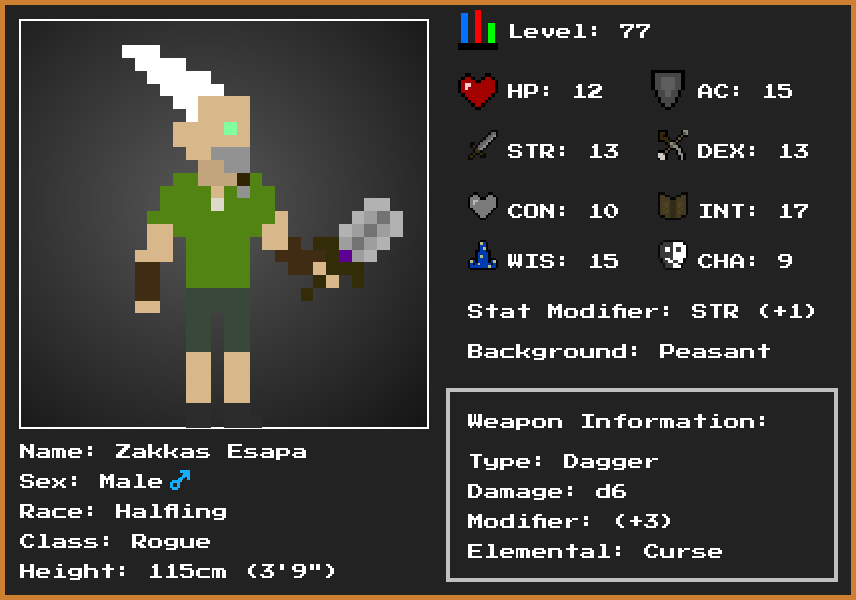 Level: 77
HP: 12 AC: 15
STR: 13 DEX: 13
CON: 10 INT: 17
WIS: 15 CHA: 9
Stat Modifier: STR (+1)
Background: Peasant
Weapon Information:
Type: Dagger
Damage: d6
Modifier: (+3)
Elemental: Curse
Name: Zakkas Esapa
Sex: Male ♂
Race: Halfling
Class: Rogue
Height: 115cm (3'9")